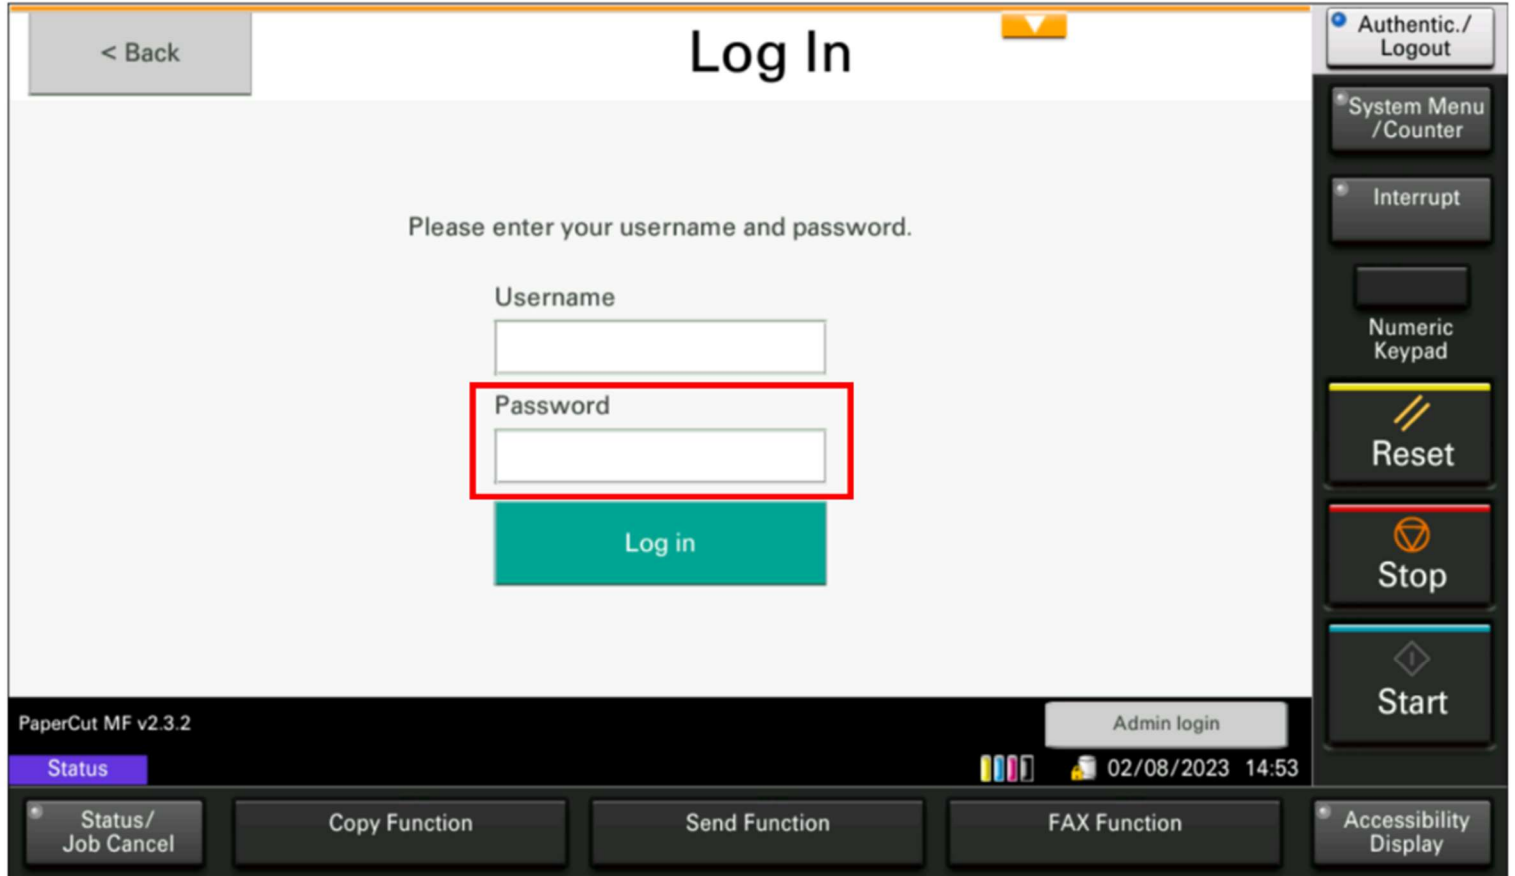 < Back
Log In
Authentic./
Logout
System Menu
/Counter
Interrupt
Please enter your username and password.
Username
Numeric
Keypad
Password
Reset
Log in
Stop
Start
PaperCut MF v2.3.2
Admin login
Status
02/08/2023 14:53
Status/
Job Cancel
Copy Function
Send Function
FAX Function
Accessibility
Display